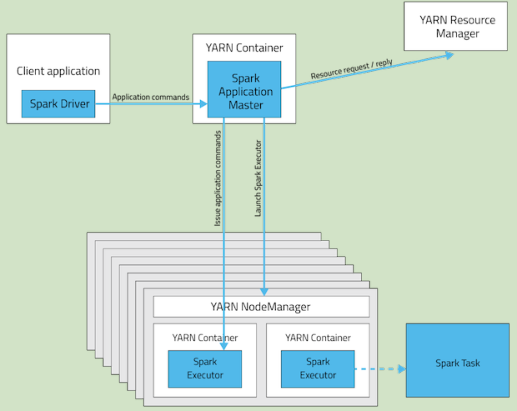 YARN Resource
Manager
YARN Container
Client application
Spark
Application
Master
Resource request / reply
Spark Driver
Application commands
Issue application commands
Launch Spark Executor
YARN NodeManager
YARN Container
YARN Container
Spark
Executor
Spark
Executor
Spark Task